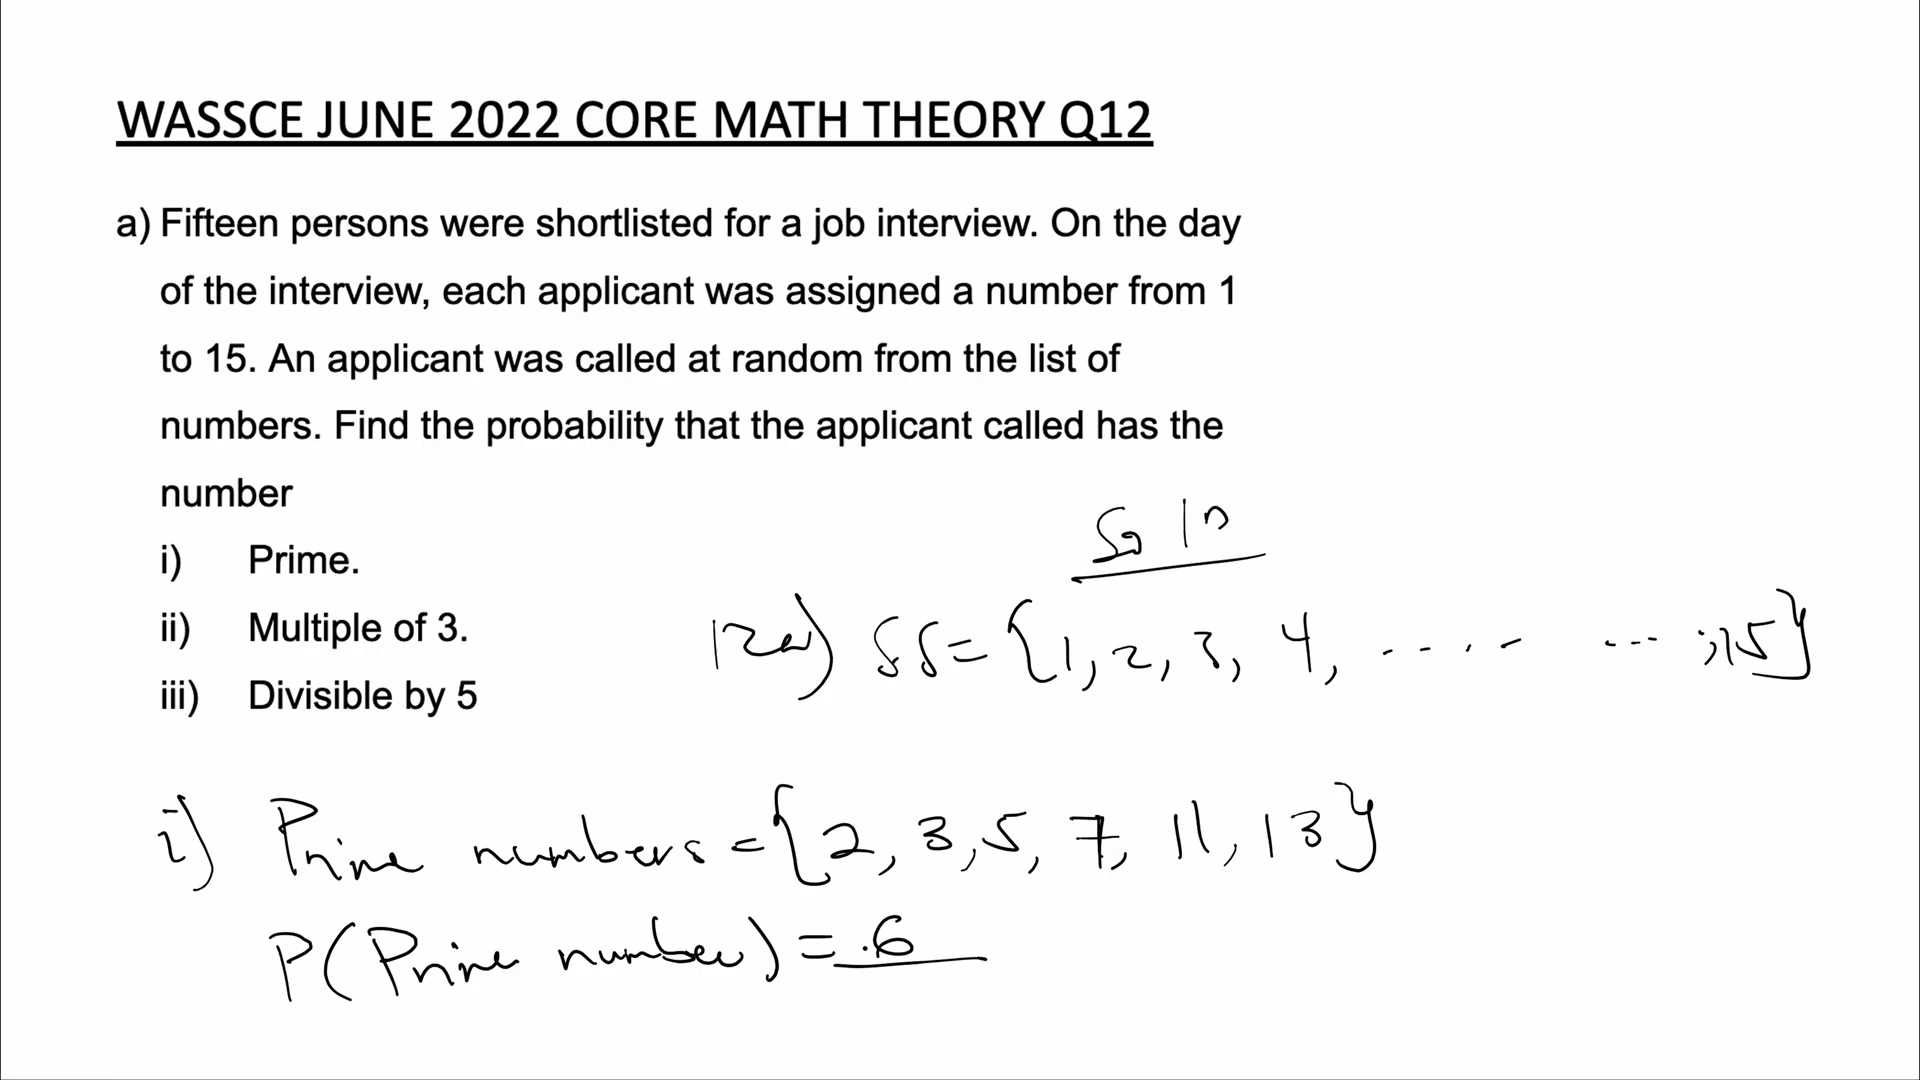 WASSCE JUNE 2022 CORE MATH THEORY Q12
a) Fifteen persons were shortlisted for a job interview. On the day
of the interview, each applicant was assigned a number from 1
to 15. An applicant was called at random from the list of
numbers. Find the probability that the applicant called has the
number
i) Prime.
ii) Multiple of 3.
iii) Divisible by 5
Soln
12a) SS={1, 2, 3, 4, ..... ... ,15}
i) Prime numbers = {2, 3, 5, 7, 11, 13}
P(Prime number) = 6